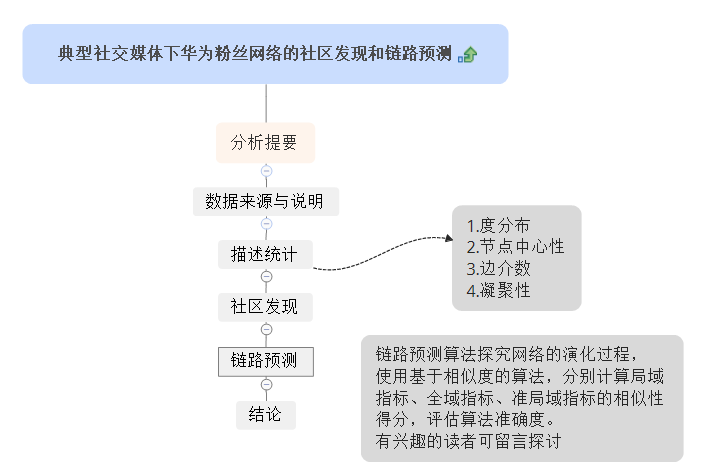 典型社交媒体下华为粉丝网络的社区发现和链路预测
分析提要
数据来源与说明
描述统计
1.度分布
2.节点中心性
3.边介数
4.凝聚性
社区发现
链路预测
链路预测算法探究网络的演化过程，
使用基于相似度的算法，分别计算局域
指标、全域指标、准局域指标的相似性
得分，评估算法准确度。
有兴趣的读者可留言探讨
结论